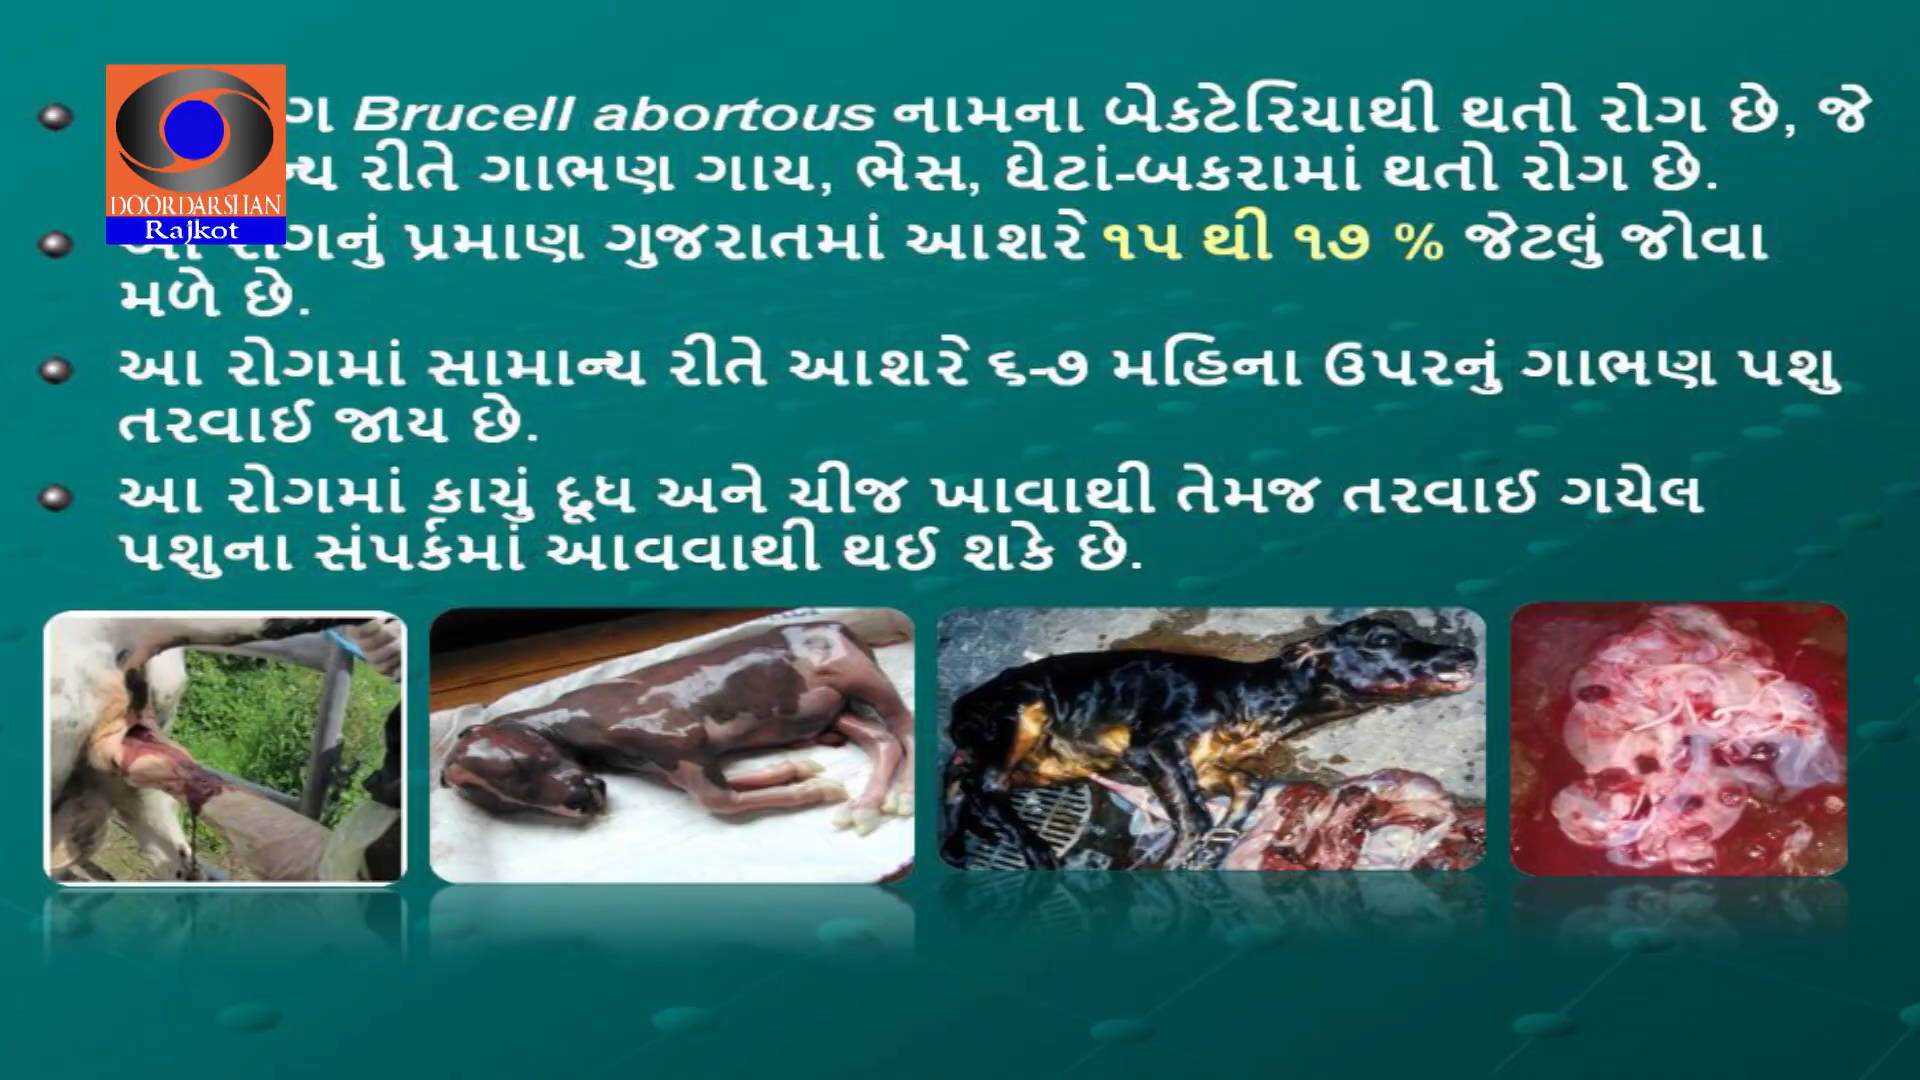 Brucell abortous નામના બેકટેરિયાથી થતો રોગ છે, જે
રીતે ગાભણ ગાય, ભેસ, ઘેટાં-બકરામાં થતો રોગ છે.
DOORDARSHAN
Rajkot
આ રોગનું પ્રમાણ ગુજરાતમાં આશરે ૧૫ થી ૧૭ % જેટલું જોવા
મળે છે.
આ રોગમાં સામાન્ય રીતે આશરે ૬-૭ મહિના ઉપરનું ગાભણ પશુ
તરવાઈ જાય છે.
આ રોગમાં કાચું દૂધ અને ચીજ ખાવાથી તેમજ તરવાઈ ગયેલ
પશુના સંપર્કમાં આવવાથી થઈ શકે છે.